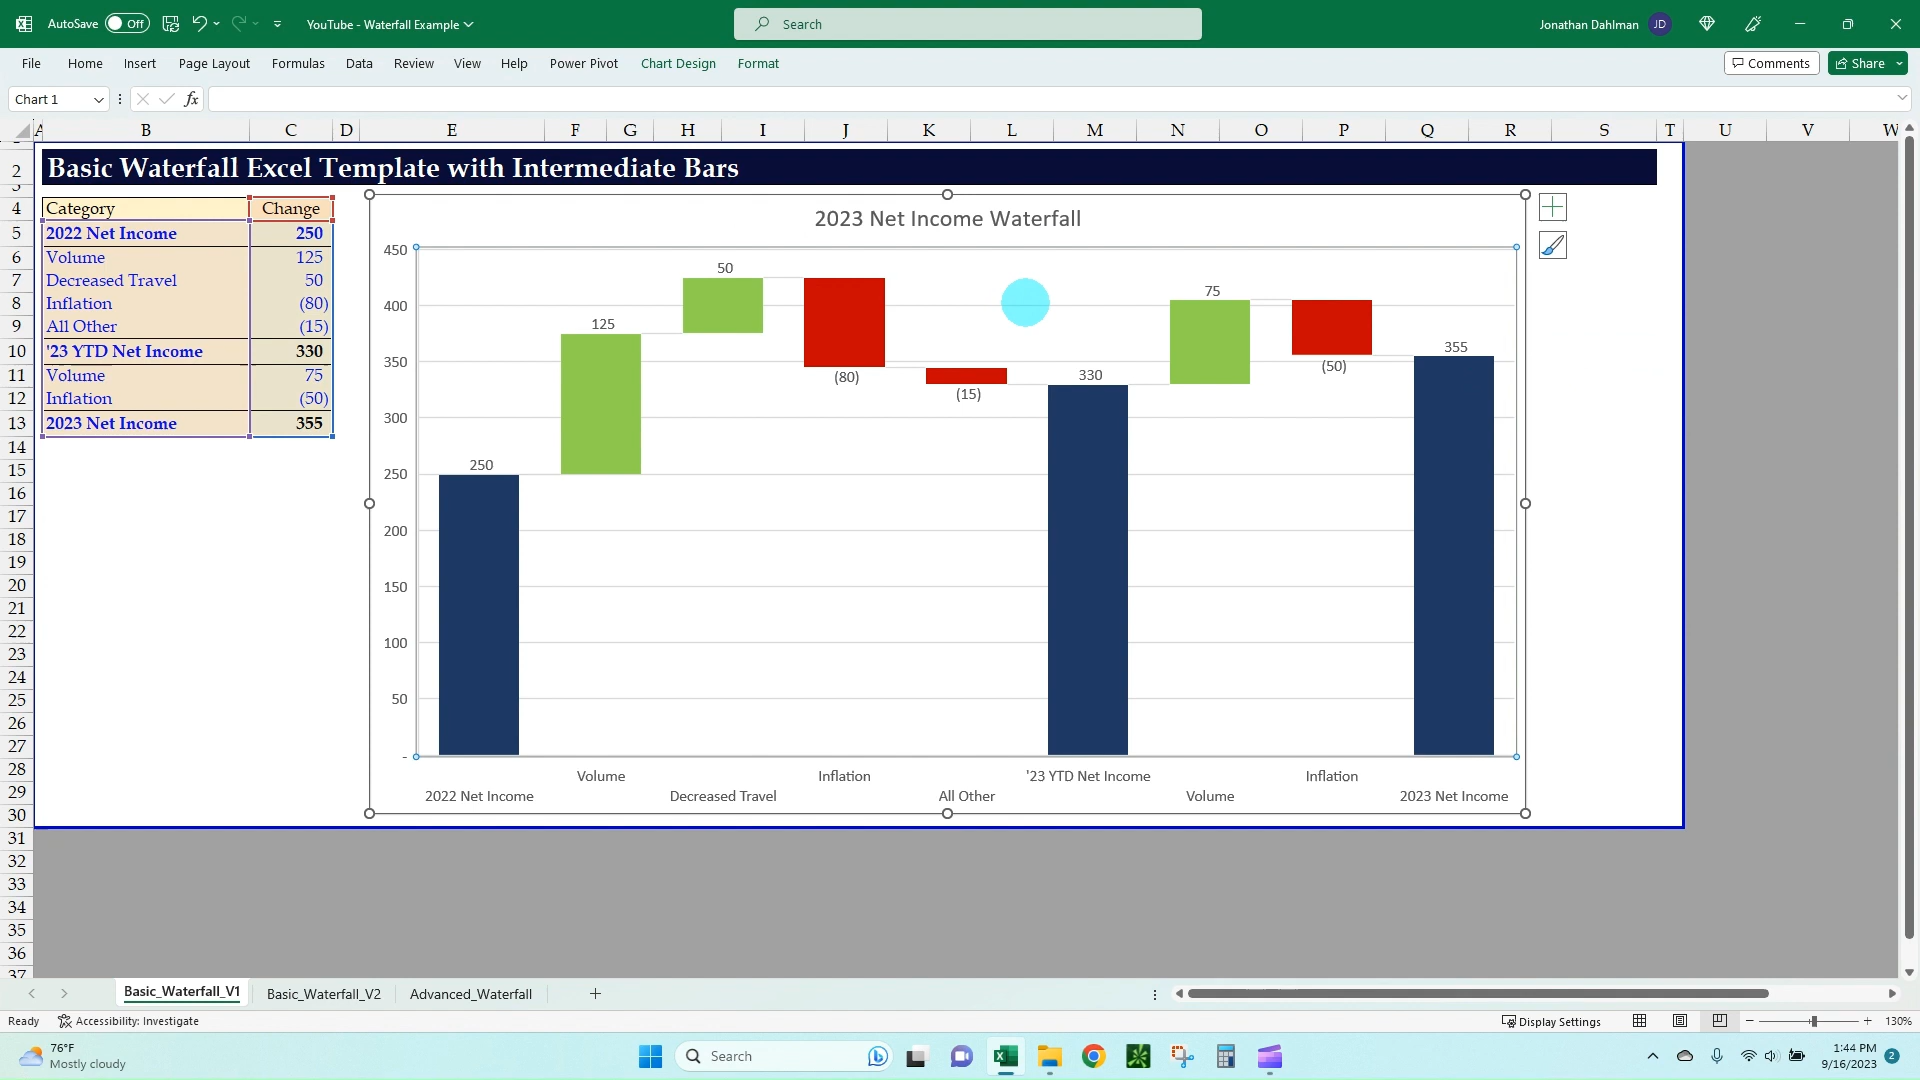 AutoSave Off YouTube - Waterfall Example Search Jonathan Dahlman JD
File Home Insert Page Layout Formulas Data Review View Help Power Pivot Chart Design Format Comments Share
Chart 1 fx
A B C D E F G H I J K L M N O P Q R S T U V W
2 Basic Waterfall Excel Template with Intermediate Bars
3
4 Category Change
5 2022 Net Income 250
6 Volume 125
7 Decreased Travel 50
8 Inflation (80)
9 All Other (15)
10 '23 YTD Net Income 330
11 Volume 75
12 Inflation (50)
13 2023 Net Income 355
14
15
16
17
18
19
20
21
22
23
24
25
26
27
28
29
30
31
32
33
34
35
36
37
2023 Net Income Waterfall
450
400
350
300
250
200
150
100
50
-
250
125
50
(80)
(15)
330
75
(50)
355
Volume Inflation '23 YTD Net Income Inflation
2022 Net Income Decreased Travel All Other Volume 2023 Net Income
Basic_Waterfall_V1 Basic_Waterfall_V2 Advanced_Waterfall
Ready Accessibility: Investigate Display Settings 130%
76°F
Mostly cloudy
Search
1:44 PM
9/16/2023 2